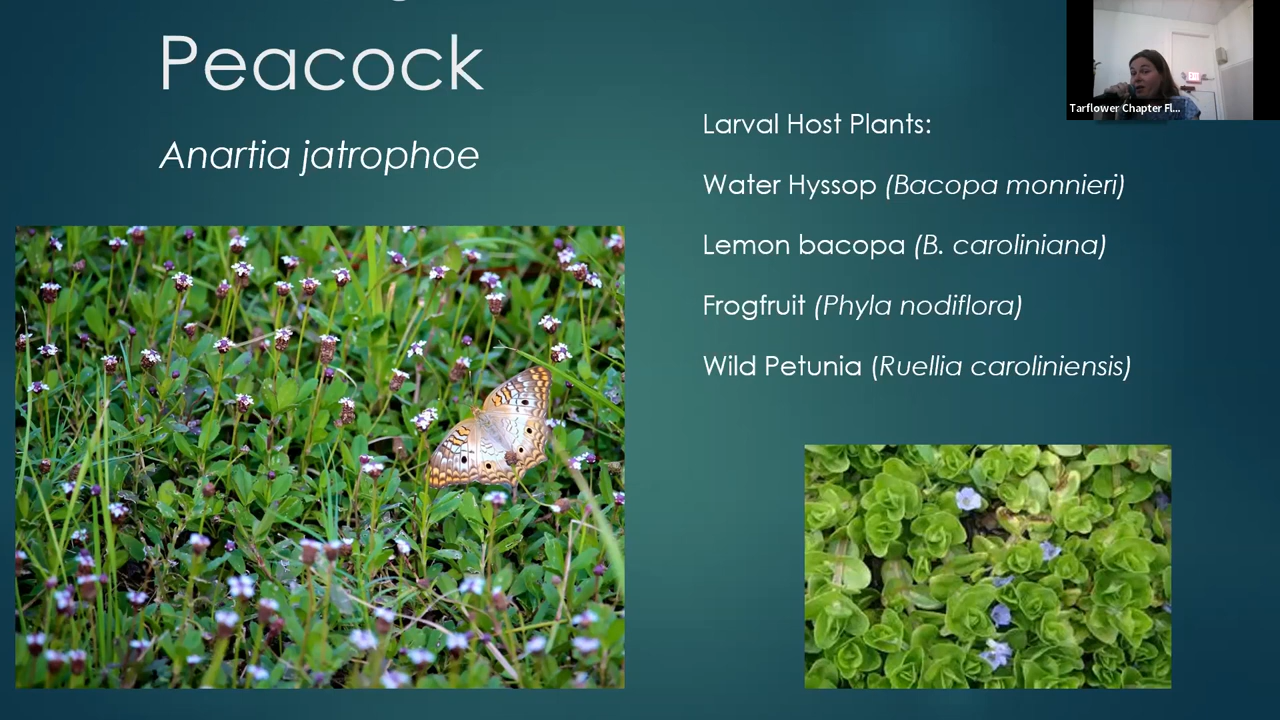 Peacock
Anartia jatrophoe
Larval Host Plants:
Water Hyssop (Bacopa monnieri)
Lemon bacopa (B. caroliniana)
Frogfruit (Phyla nodiflora)
Wild Petunia (Ruellia caroliniensis)
Tarflower Chapter Fl...
EXIT